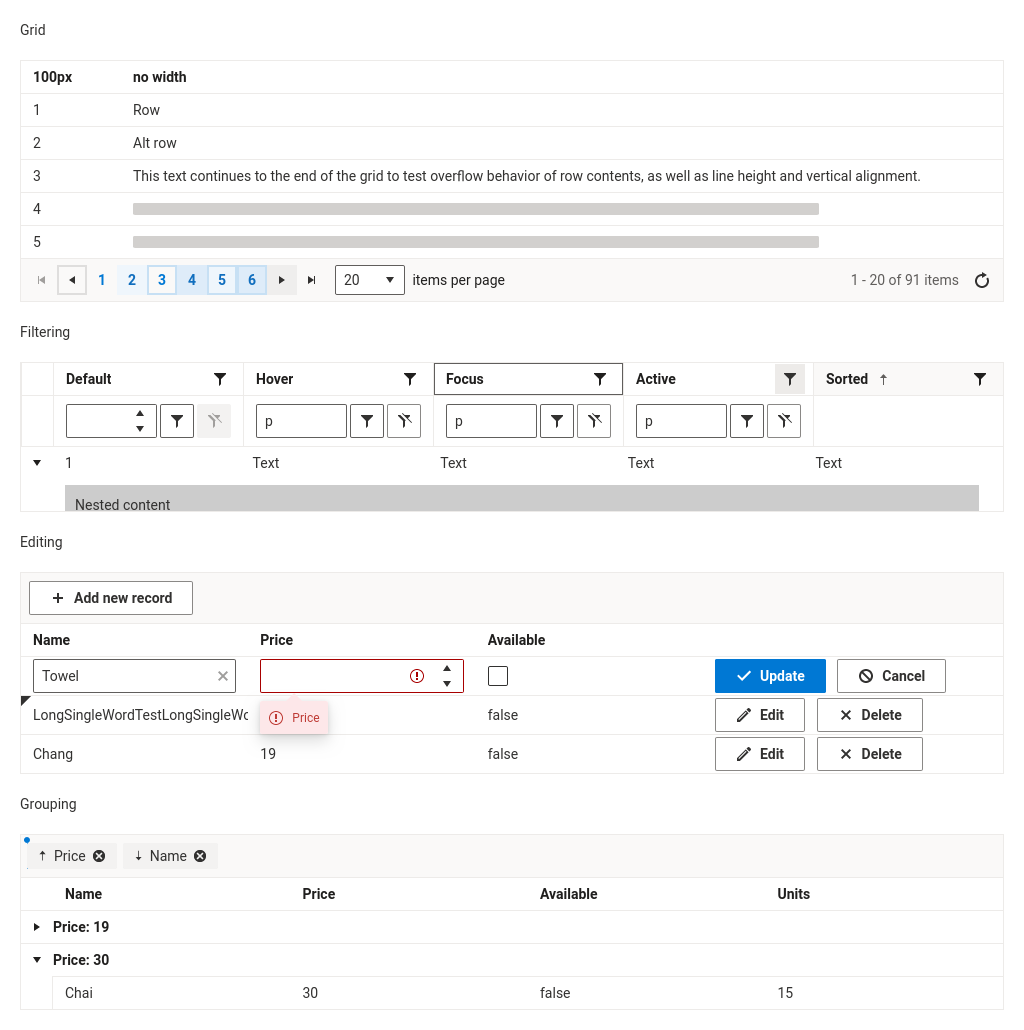 Grid
100px no width
1 Row
2 Alt row
3 This text continues to the end of the grid to test overflow behavior of row contents, as well as line height and vertical alignment.
4
5
1 2 3 4 5 6 20 items per page 1 - 20 of 91 items
Filtering
Default Hover Focus Active Sorted
p p p
1 Text Text Text Text
Nested content
Editing
Add new record
Name Price Available
Towel Update Cancel
LongSingleWordTestLongSingleWo Price false Edit Delete
Chang 19 false Edit Delete
Grouping
Price Name
Name Price Available Units
Price: 19
Price: 30
Chai 30 false 15